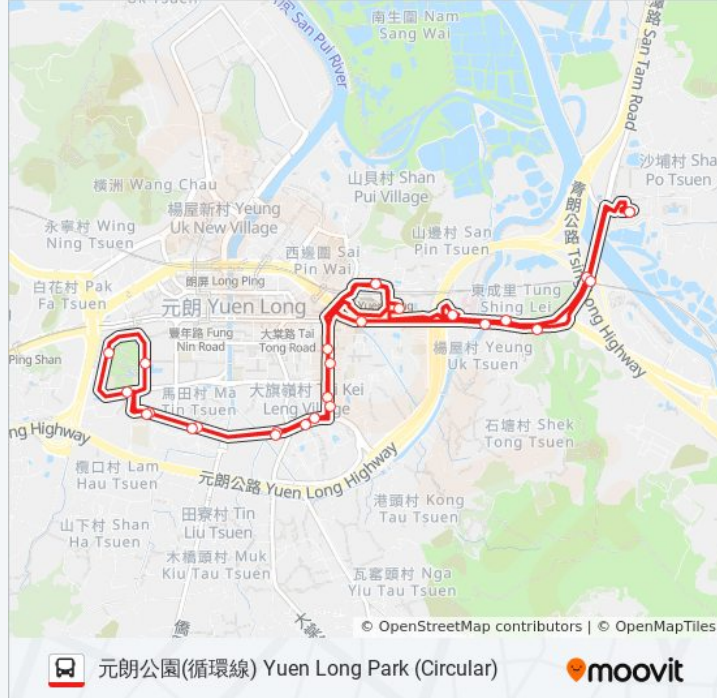 南生圍 Nam
Sang Wai
San Pui River
路 San Tam Road
沙埔村 Sha
Po Tsuen
橫洲 Wang Chau
山貝村 Shan
Pui Village
青朗公路 Tsing Long Highway
楊屋新村 Yeung
Uk New Village
永寧村 Wing
Ning Tsuen
山邊村 San
Pin Tsuen
西邊圍 Sai
Pin Wai
白花村 Pak
Fa Tsuen
朗屏 Long Ping
東成里 Tung
Shing Lei
元朗 Yuen Long
豐年路 Fung
Nin Road
大棠路 Tai
Tong Road
Ping Shan
楊屋村 Yeung
Uk Tsuen
馬田村 Ma
Tin Tsuen
大旗嶺村 Tai Kei
Leng Village
石塘村 Shek
Tong Tsuen
ng Highway
欖口村 Lam
Hau Tsuen
元朗公路 Yuen Long Highway
港頭村 Kong
Tau Tsuen
田寮村 Tin
Liu Tsuen
山下村 Shan
Ha Tsuen
木橋頭村 Muk
Kiu Tau Tsuen
瓦窰頭村 Nga
Yiu Tau Tsuen
僑
大棠
© OpenStreetMap contributors | © OpenMapTiles
元朗公園(循環線) Yuen Long Park (Circular)
moovit